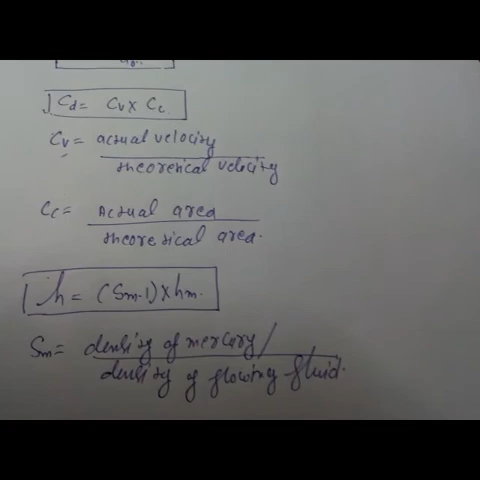 Cd = Cv x Cc
Cv = actual velocity
theoretical velocity
Cc = Actual area
theoretical area.
h = (Sm-1) x hm.
Sm = density of mercury /
density of flowing fluid.